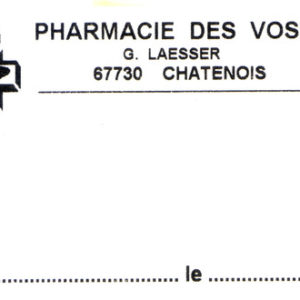 PHARMACIE DES VOS
G. LAESSER
67730 CHATENOIS
.................................. le ..................